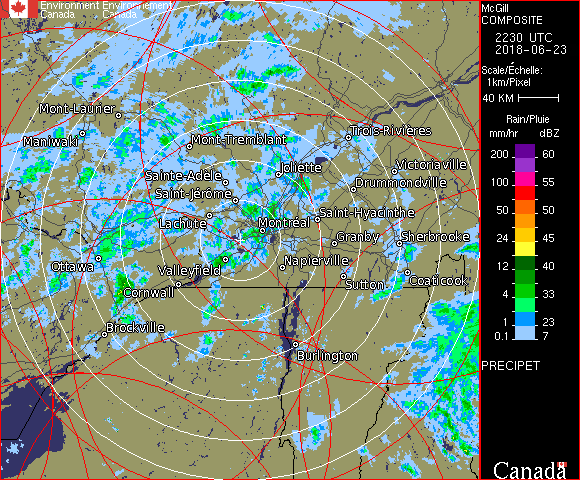 Environment Environnement
Canada Canada
McGill
COMPOSITE
2230 UTC
2018-06-23
Scale/Échelle:
1km/Pixel
40 KM
Rain/Pluie
mm/hr dBZ
200 60
100 55
50 50
24 45
12 40
4 33
1 23
0.1 7
PRECIPET
Canada
Mont-Laurier
Maniwaki
Mont-Tremblant
Trois-Rivières
Victoriaville
Joliette
Sainte-Adèle
Drummondville
Saint-Jérôme
Saint-Hyacinthe
Lachute
Montréal
Granby
Sherbrooke
Ottawa
Valleyfield
Napierville
Cornwall
Sutton
Coaticook
Brockville
Burlington